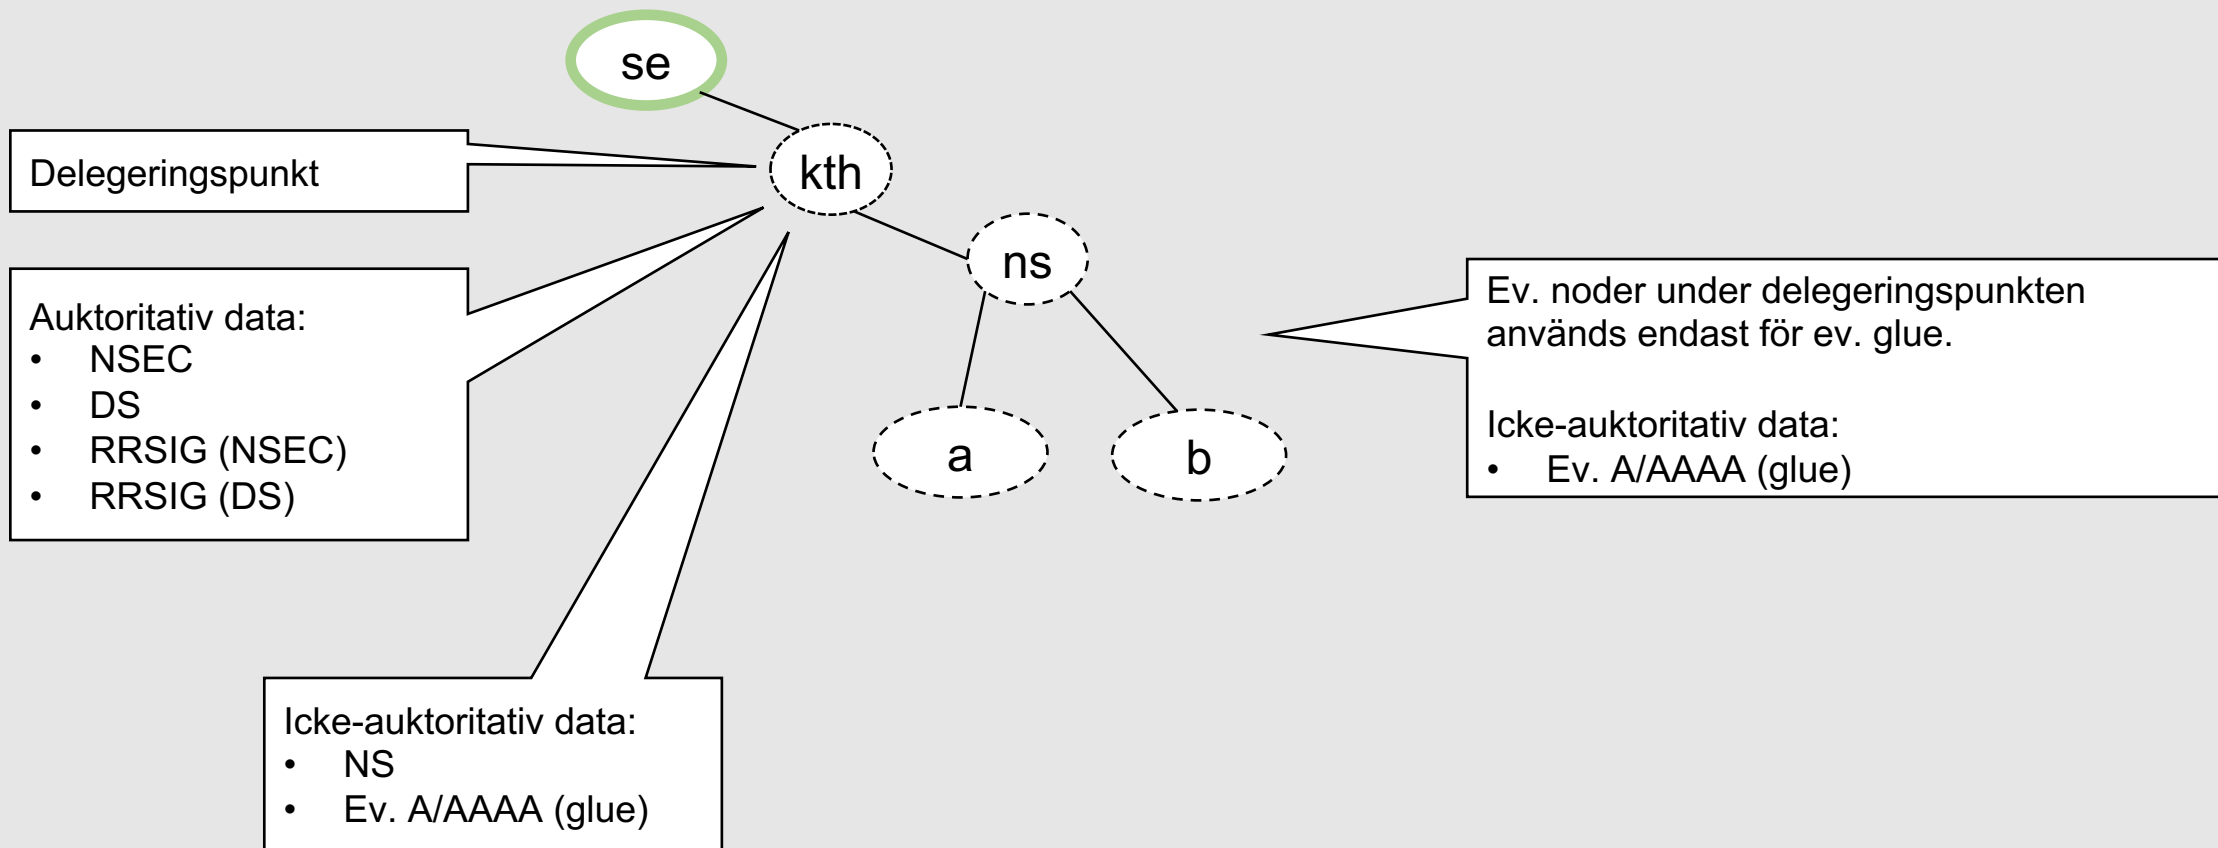 se
Delegeringspunkt
kth
ns
Auktoritativ data:
• NSEC
• DS
• RRSIG (NSEC)
• RRSIG (DS)
Ev. noder under delegeringspunkten
används endast för ev. glue.
Icke-auktoritativ data:
• Ev. A/AAAA (glue)
a
b
Icke-auktoritativ data:
• NS
• Ev. A/AAAA (glue)